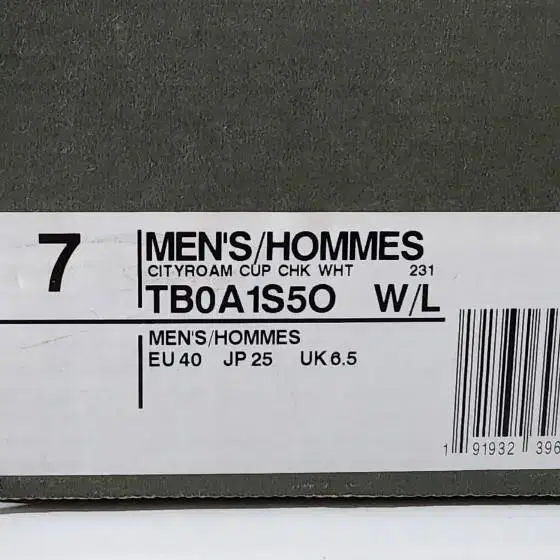 7
MEN'S/HOMMES
CITYROAM CUP CHK WHT 231
TB0A1S5O W/L
MEN'S/HOMMES
EU 40 JP 25 UK 6.5
1 91932 396